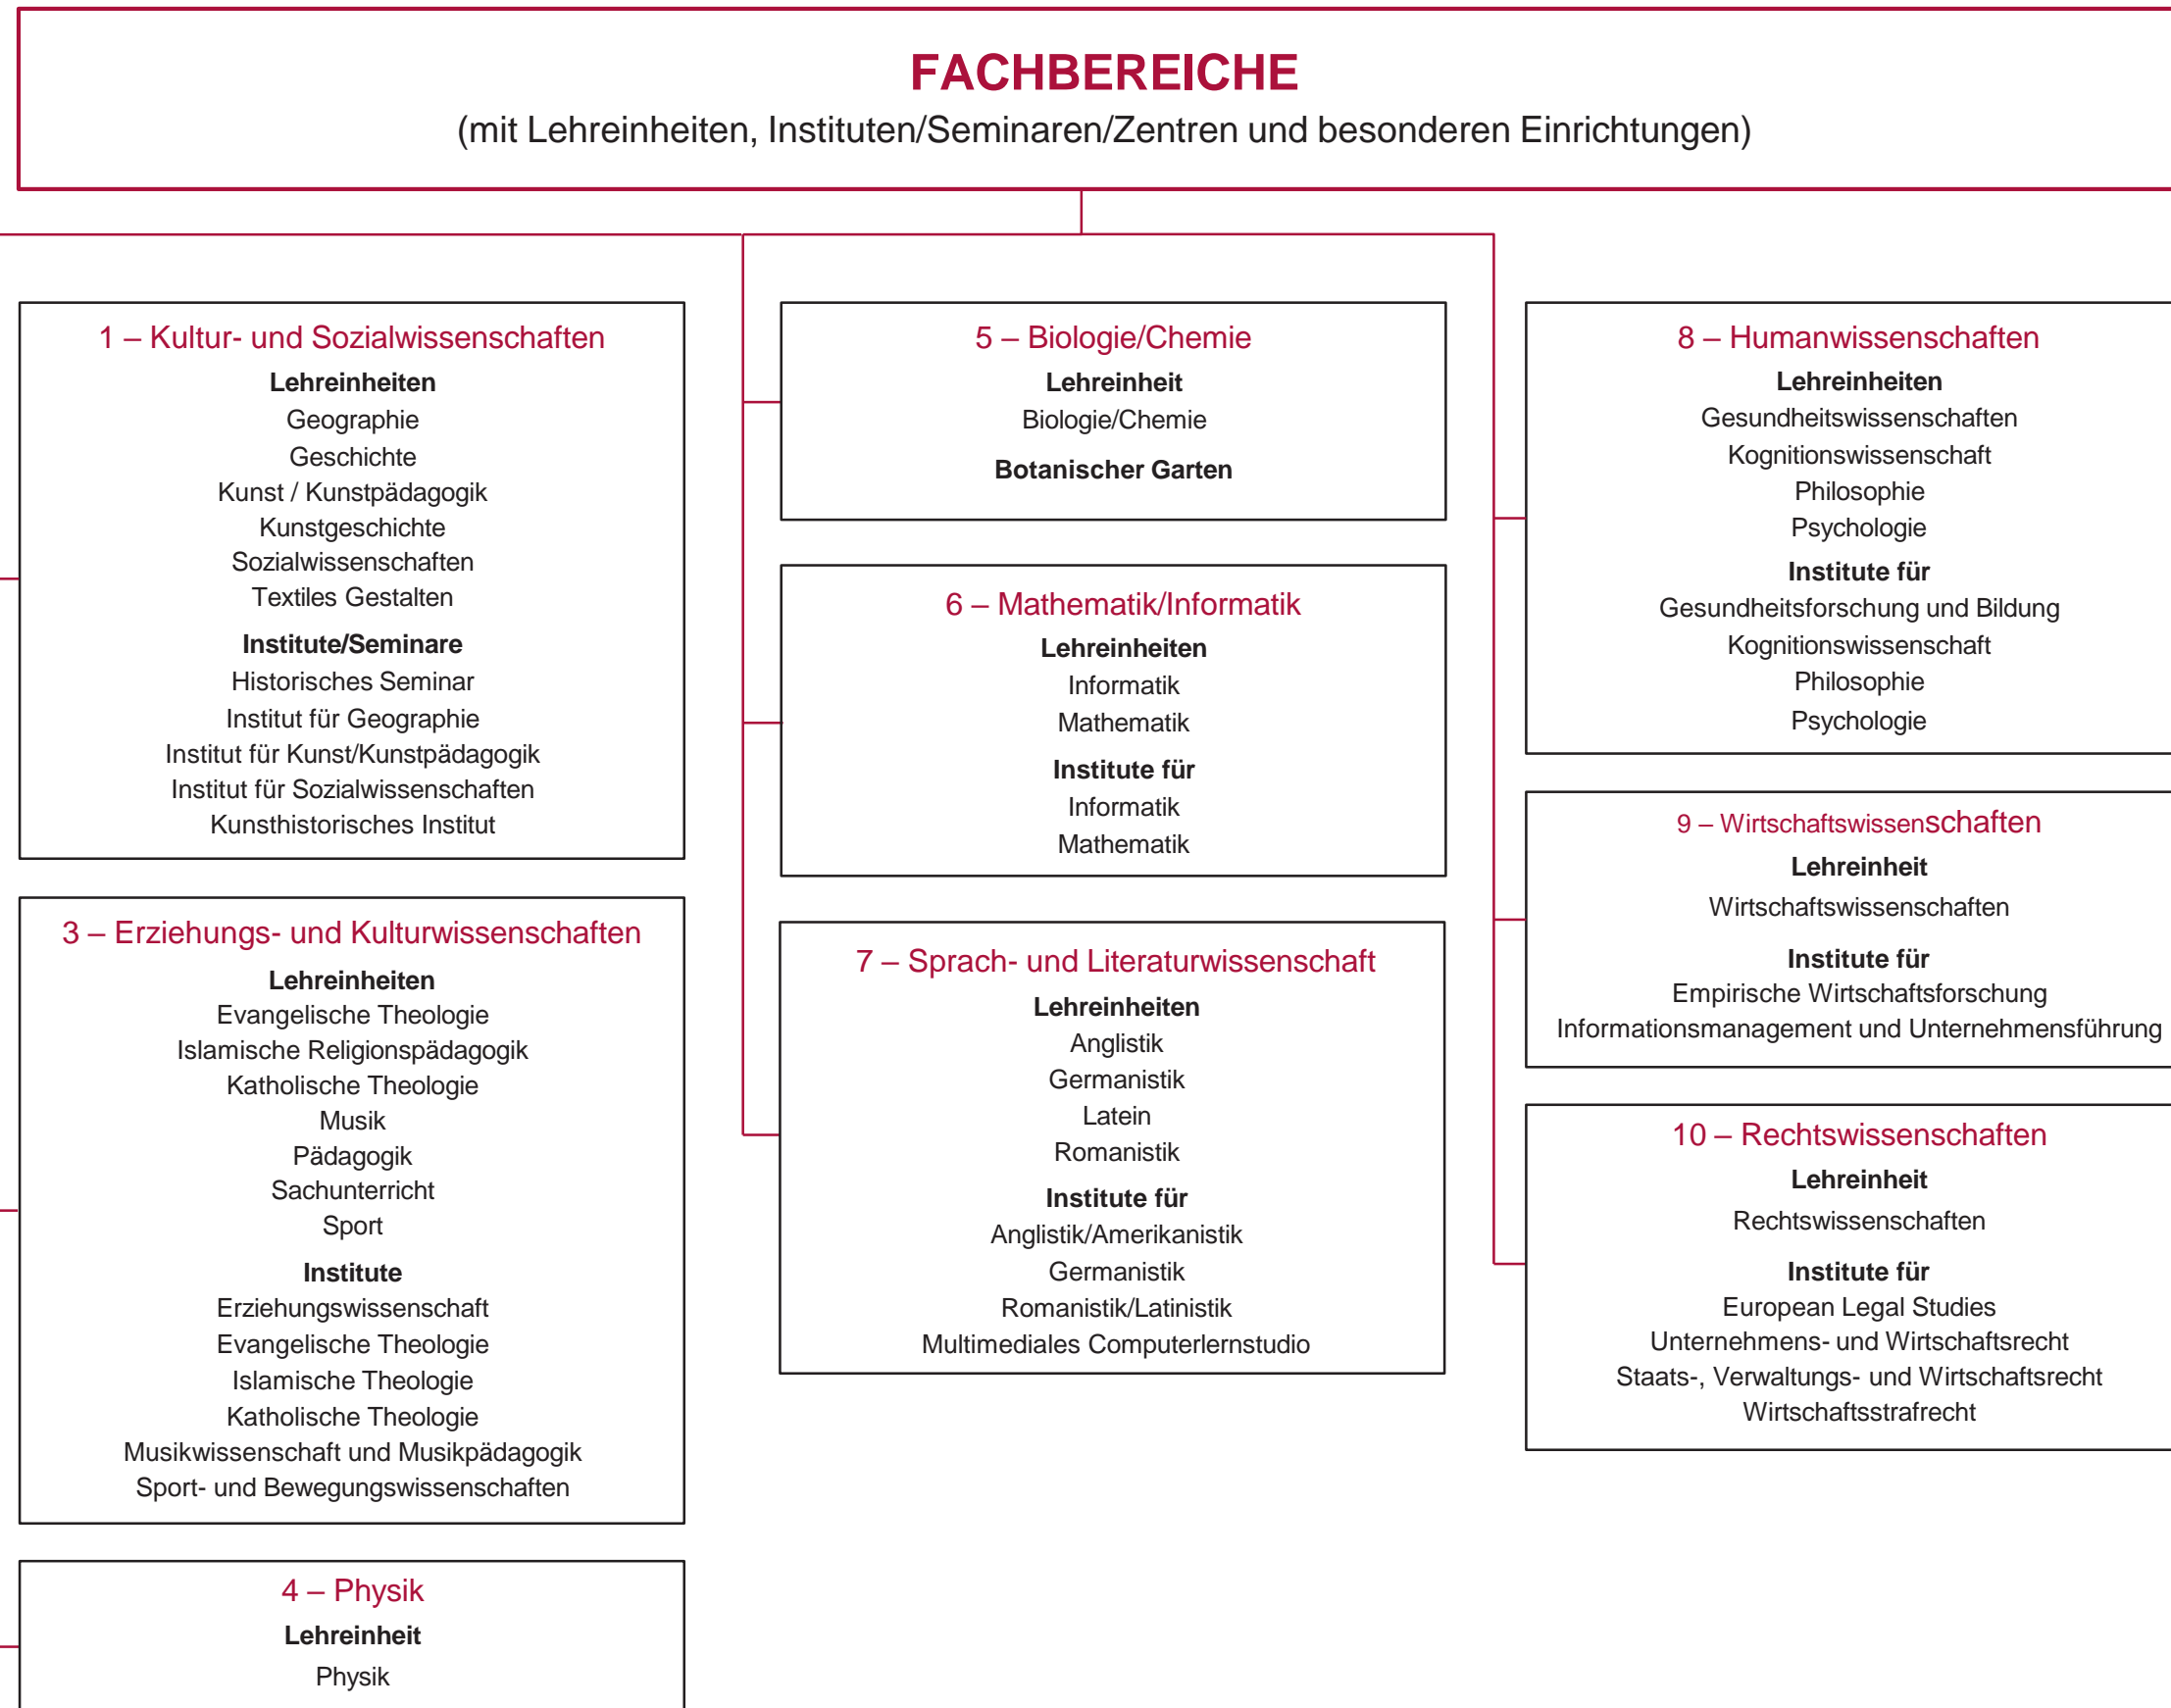 FACHBEREICHE
(mit Lehreinheiten, Instituten/Seminaren/Zentren und besonderen Einrichtungen)
1 – Kultur- und Sozialwissenschaften
Lehreinheiten
Geographie
Geschichte
Kunst / Kunstpädagogik
Kunstgeschichte
Sozialwissenschaften
Textiles Gestalten
Institute/Seminare
Historisches Seminar
Institut für Geographie
Institut für Kunst/Kunstpädagogik
Institut für Sozialwissenschaften
Kunsthistorisches Institut
3 – Erziehungs- und Kulturwissenschaften
Lehreinheiten
Evangelische Theologie
Islamische Religionspädagogik
Katholische Theologie
Musik
Pädagogik
Sachunterricht
Sport
Institute
Erziehungswissenschaft
Evangelische Theologie
Islamische Theologie
Katholische Theologie
Musikwissenschaft und Musikpädagogik
Sport- und Bewegungswissenschaften
4 – Physik
Lehreinheit
Physik
5 – Biologie/Chemie
Lehreinheit
Biologie/Chemie
Botanischer Garten
6 – Mathematik/Informatik
Lehreinheiten
Informatik
Mathematik
Institute für
Informatik
Mathematik
7 – Sprach- und Literaturwissenschaft
Lehreinheiten
Anglistik
Germanistik
Latein
Romanistik
Institute für
Anglistik/Amerikanistik
Germanistik
Romanistik/Latinistik
Multimediales Computerlernstudio
8 – Humanwissenschaften
Lehreinheiten
Gesundheitswissenschaften
Kognitionswissenschaft
Philosophie
Psychologie
Institute für
Gesundheitsforschung und Bildung
Kognitionswissenschaft
Philosophie
Psychologie
9 – Wirtschaftswissenschaften
Lehreinheit
Wirtschaftswissenschaften
Institute für
Empirische Wirtschaftsforschung
Informationsmanagement und Unternehmensführung
10 – Rechtswissenschaften
Lehreinheit
Rechtswissenschaften
Institute für
European Legal Studies
Unternehmens- und Wirtschaftsrecht
Staats-, Verwaltungs- und Wirtschaftsrecht
Wirtschaftsstrafrecht